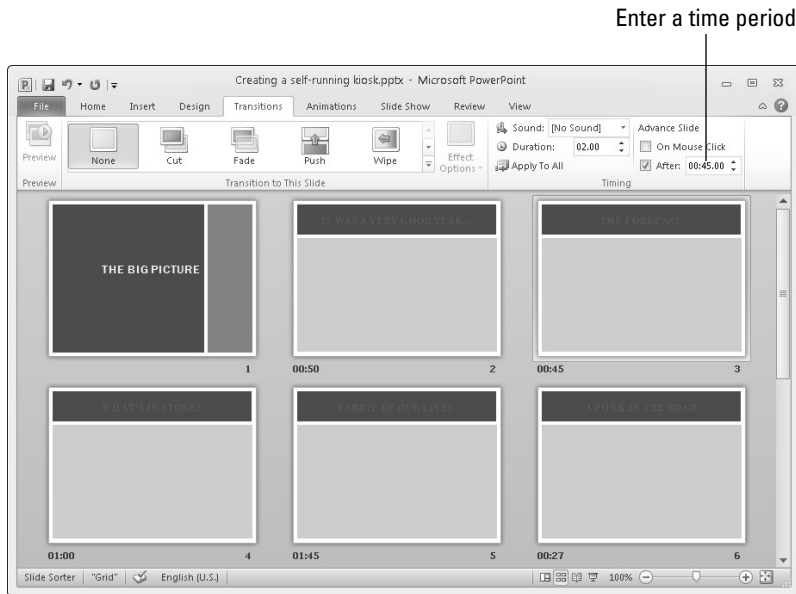 Enter a time period
Creating a self-running kiosk.pptx - Microsoft PowerPoint
File Home Insert Design Transitions Animations Slide Show Review View
Preview
None Cut Fade Push Wipe
Effect Options
Sound: [No Sound]
Duration: 02.00
Apply To All
Advance Slide
On Mouse Click
After: 00:45.00
Preview Transition to This Slide Timing
THE BIG PICTURE
1
IT WAS A VERY GOOD YEAR...
00:50 2
THE FORECAST
00:45 3
WHAT'S IN STORE?
01:00 4
FABRIC OF OUR LIVES
01:45 5
A FORK IN THE ROAD
00:27 6
Slide Sorter "Grid" English (U.S.) 100%